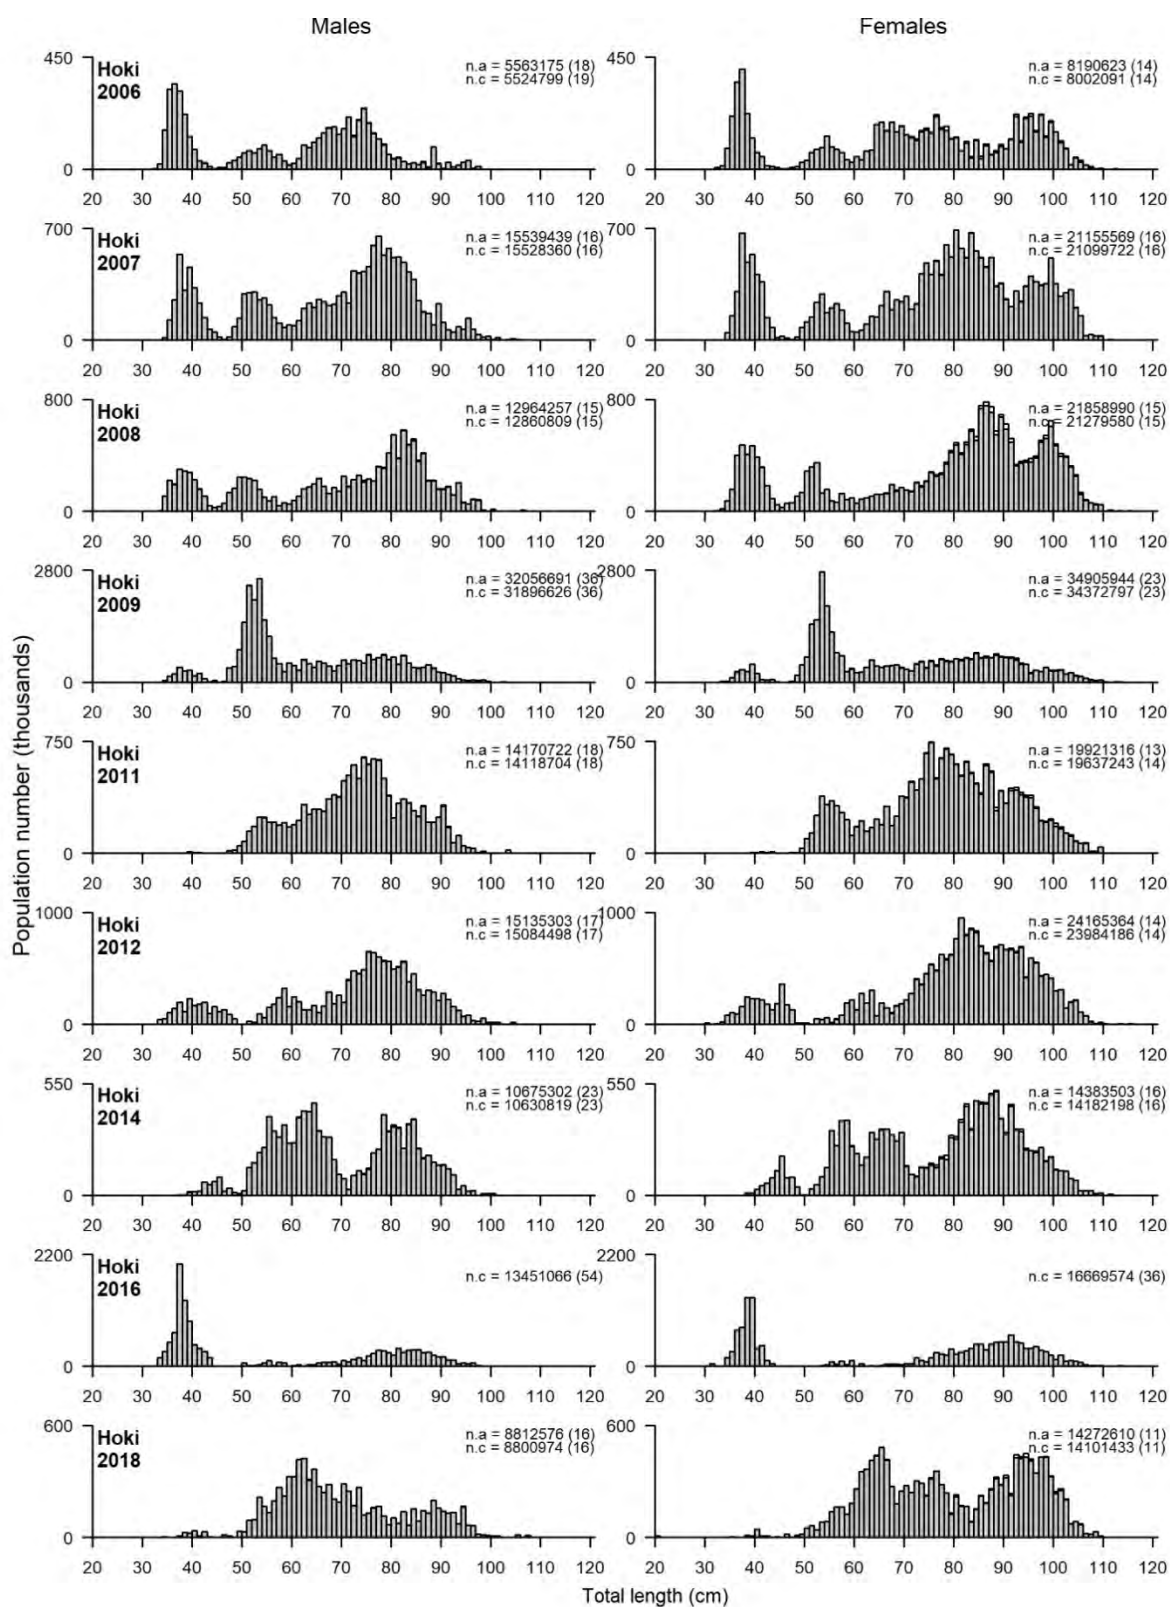 Males Females
450 Hoki 2006 n.a = 5563175 (18) 450 n.a = 8190623 (14)
n.c = 5524799 (19) n.c = 8002091 (14)
0 0
20 30 40 50 60 70 80 90 100 110 120 20 30 40 50 60 70 80 90 100 110 120
700 Hoki 2007 n.a = 15539439 (16) 700 n.a = 21155569 (16)
n.c = 15528360 (16) n.c = 21099722 (16)
0 0
20 30 40 50 60 70 80 90 100 110 120 20 30 40 50 60 70 80 90 100 110 120
800 Hoki 2008 n.a = 12964257 (15) 800 n.a = 21858990 (15)
n.c = 12860809 (15) n.c = 21279580 (15)
0 0
20 30 40 50 60 70 80 90 100 110 120 20 30 40 50 60 70 80 90 100 110 120
2800 Hoki 2009 n.a = 32056691 (36) 2800 n.a = 34905944 (23)
n.c = 31896626 (36) n.c = 34372797 (23)
0 0
20 30 40 50 60 70 80 90 100 110 120 20 30 40 50 60 70 80 90 100 110 120
Population number (thousands)
750 Hoki 2011 n.a = 14170722 (18) 750 n.a = 19921316 (13)
n.c = 14118704 (18) n.c = 19637243 (14)
0 0
20 30 40 50 60 70 80 90 100 110 120 20 30 40 50 60 70 80 90 100 110 120
1000 Hoki 2012 n.a = 15135303 (17) 1000 n.a = 24165364 (14)
n.c = 15084498 (17) n.c = 23984186 (14)
0 0
20 30 40 50 60 70 80 90 100 110 120 20 30 40 50 60 70 80 90 100 110 120
550 Hoki 2014 n.a = 10675302 (23) 550 n.a = 14383503 (16)
n.c = 10630819 (23) n.c = 14182198 (16)
0 0
20 30 40 50 60 70 80 90 100 110 120 20 30 40 50 60 70 80 90 100 110 120
2200 Hoki 2016 n.c = 13451066 (54) 2200 n.c = 16669574 (36)
0 0
20 30 40 50 60 70 80 90 100 110 120 20 30 40 50 60 70 80 90 100 110 120
600 Hoki 2018 n.a = 8812576 (16) 600 n.a = 14272610 (11)
n.c = 8800974 (16) n.c = 14101433 (11)
0 0
20 30 40 50 60 70 80 90 100 110 120 20 30 40 50 60 70 80 90 100 110 120
Total length (cm)